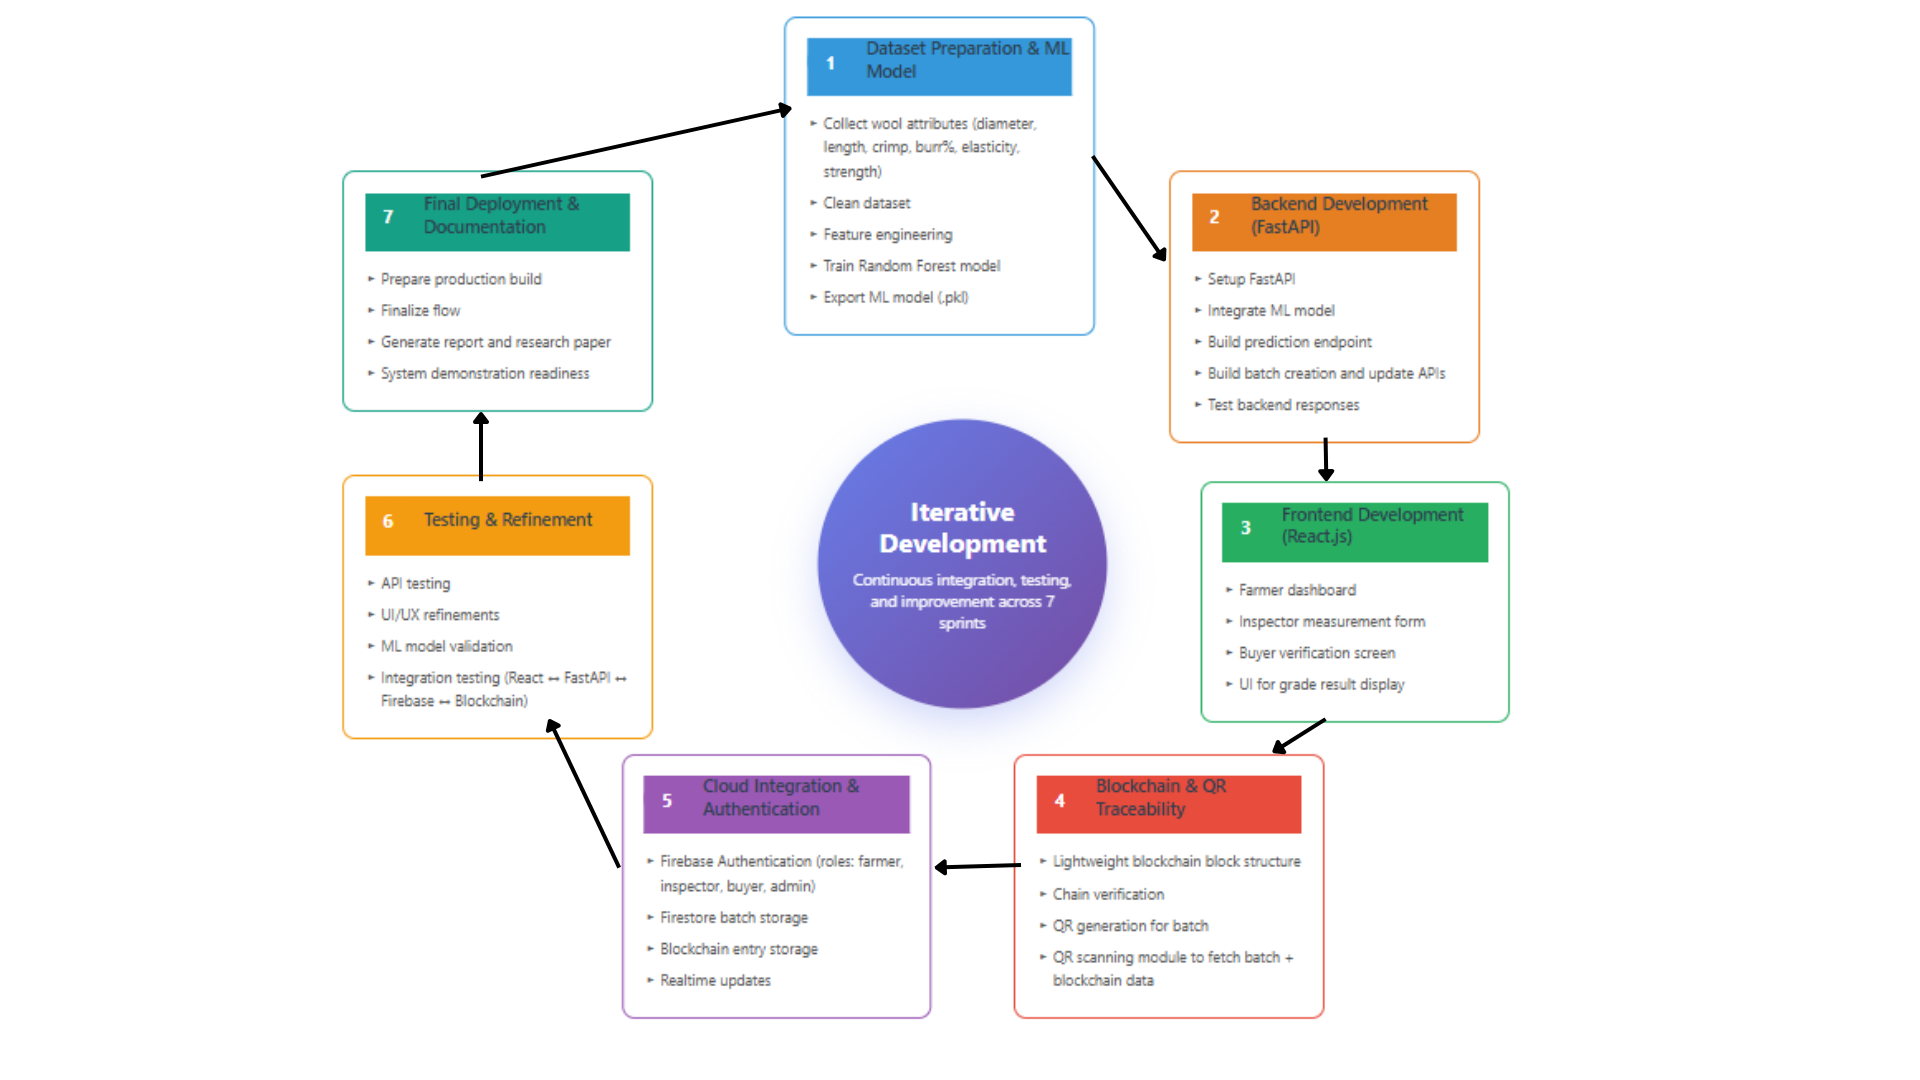 1
Dataset Preparation & ML
Model
► Collect wool attributes (diameter,
length, crimp, burr%, elasticity,
strength)
► Clean dataset
► Feature engineering
► Train Random Forest model
► Export ML model (.pkl)
2
Backend Development
(FastAPI)
► Setup FastAPI
► Integrate ML model
► Build prediction endpoint
► Build batch creation and update APIs
► Test backend responses
3
Frontend Development
(React.js)
► Farmer dashboard
► Inspector measurement form
► Buyer verification screen
► UI for grade result display
4
Blockchain & QR
Traceability
► Lightweight blockchain block structure
► Chain verification
► QR generation for batch
► QR scanning module to fetch batch +
blockchain data
5
Cloud Integration &
Authentication
► Firebase Authentication (roles: farmer,
inspector, buyer, admin)
► Firestore batch storage
► Blockchain entry storage
► Realtime updates
6
Testing & Refinement
► API testing
► UI/UX refinements
► ML model validation
► Integration testing (React ↔ FastAPI ↔
Firebase ↔ Blockchain)
7
Final Deployment &
Documentation
► Prepare production build
► Finalize flow
► Generate report and research paper
► System demonstration readiness
Iterative
Development
Continuous integration, testing,
and improvement across 7
sprints